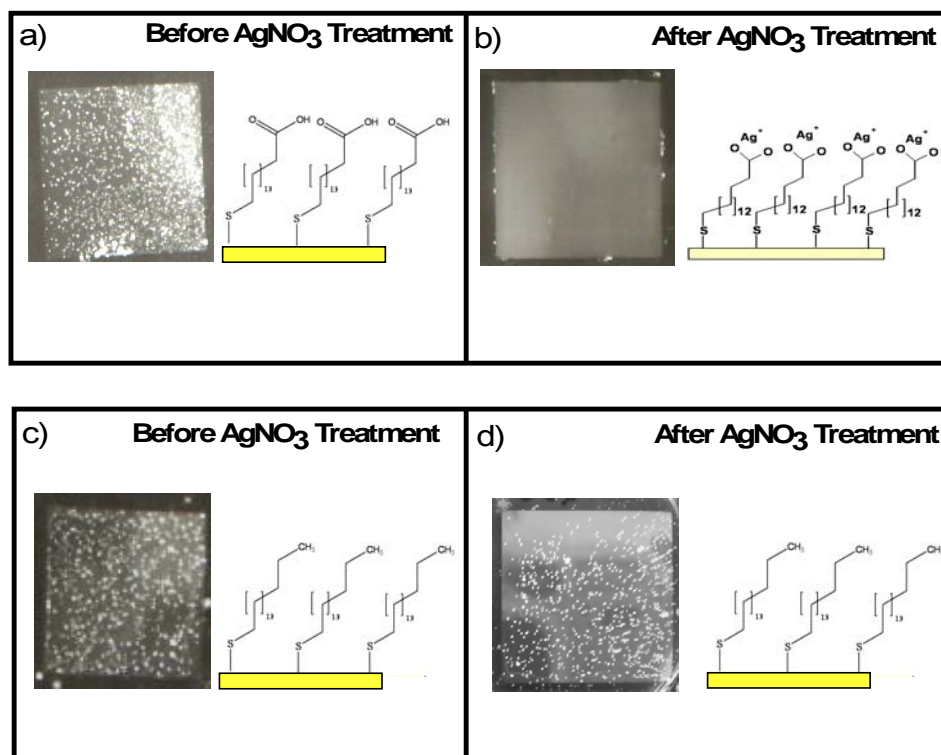 a) Before AgNO3 Treatment
b) After AgNO3 Treatment
O OH O OH O OH
13 13 13
S S S
Ag+ Ag+ Ag+ Ag+
O O O O O O O O
12 12 12 12
S S S S
c) Before AgNO3 Treatment
d) After AgNO3 Treatment
CH3 CH3 CH3
13 13 13
S S S
CH3 CH3 CH3
13 13 13
S S S